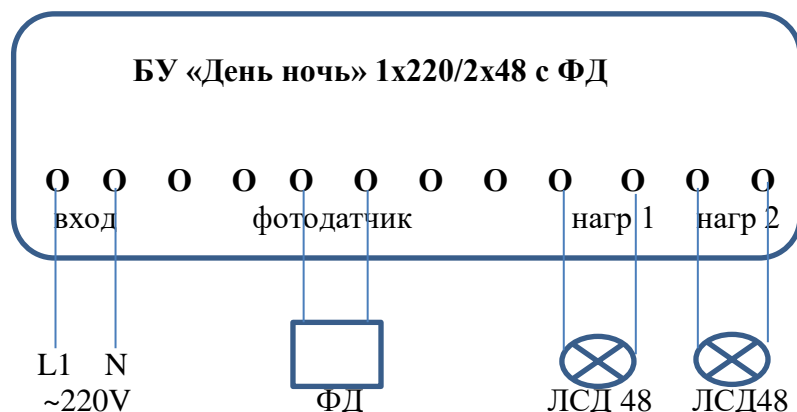 БУ «День ночь» 1х220/2х48 с ФД
О О О О О О О О О О О О
вход фотодатчик нагр 1 нагр 2
L1 N
~220V ФД ЛСД 48 ЛСД48